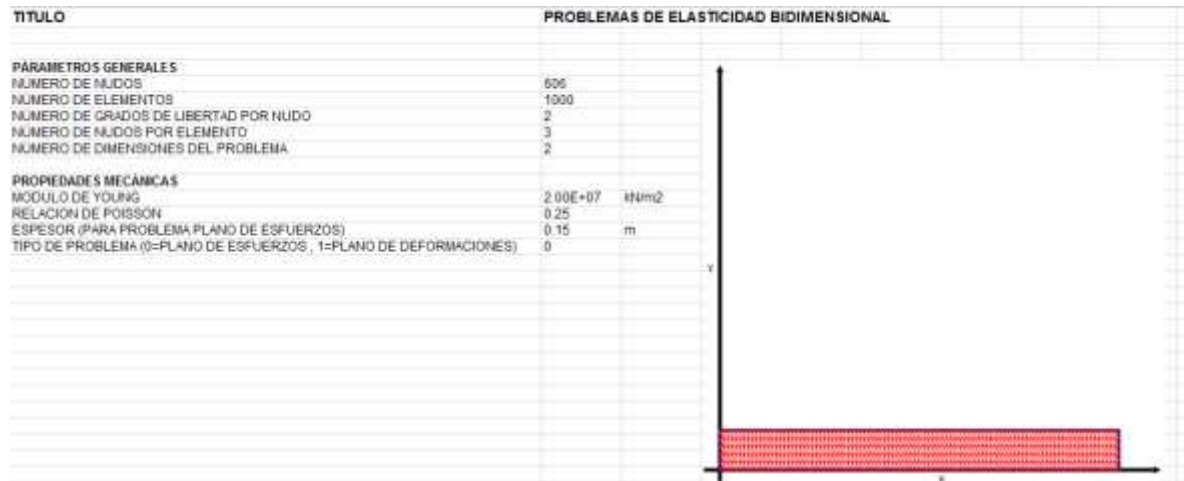 TITULO PROBLEMAS DE ELASTICIDAD BIDIMENSIONAL
PARAMETROS GENERALES
NUMERO DE NUDOS 606
NUMERO DE ELEMENTOS 1000
NUMERO DE GRADOS DE LIBERTAD POR NUDO 2
NUMERO DE NUDOS POR ELEMENTO 3
NUMERO DE DIMENSIONES DEL PROBLEMA 2
PROPIEDADES MECÁNICAS
MODULO DE YOUNG 2.00E+07 kN/m2
RELACION DE POISSON 0.25
ESPESOR (PARA PROBLEMA PLANO DE ESFUERZOS) 0.15 m
TIPO DE PROBLEMA (0=PLANO DE ESFUERZOS , 1=PLANO DE DEFORMACIONES) 0
Y
X